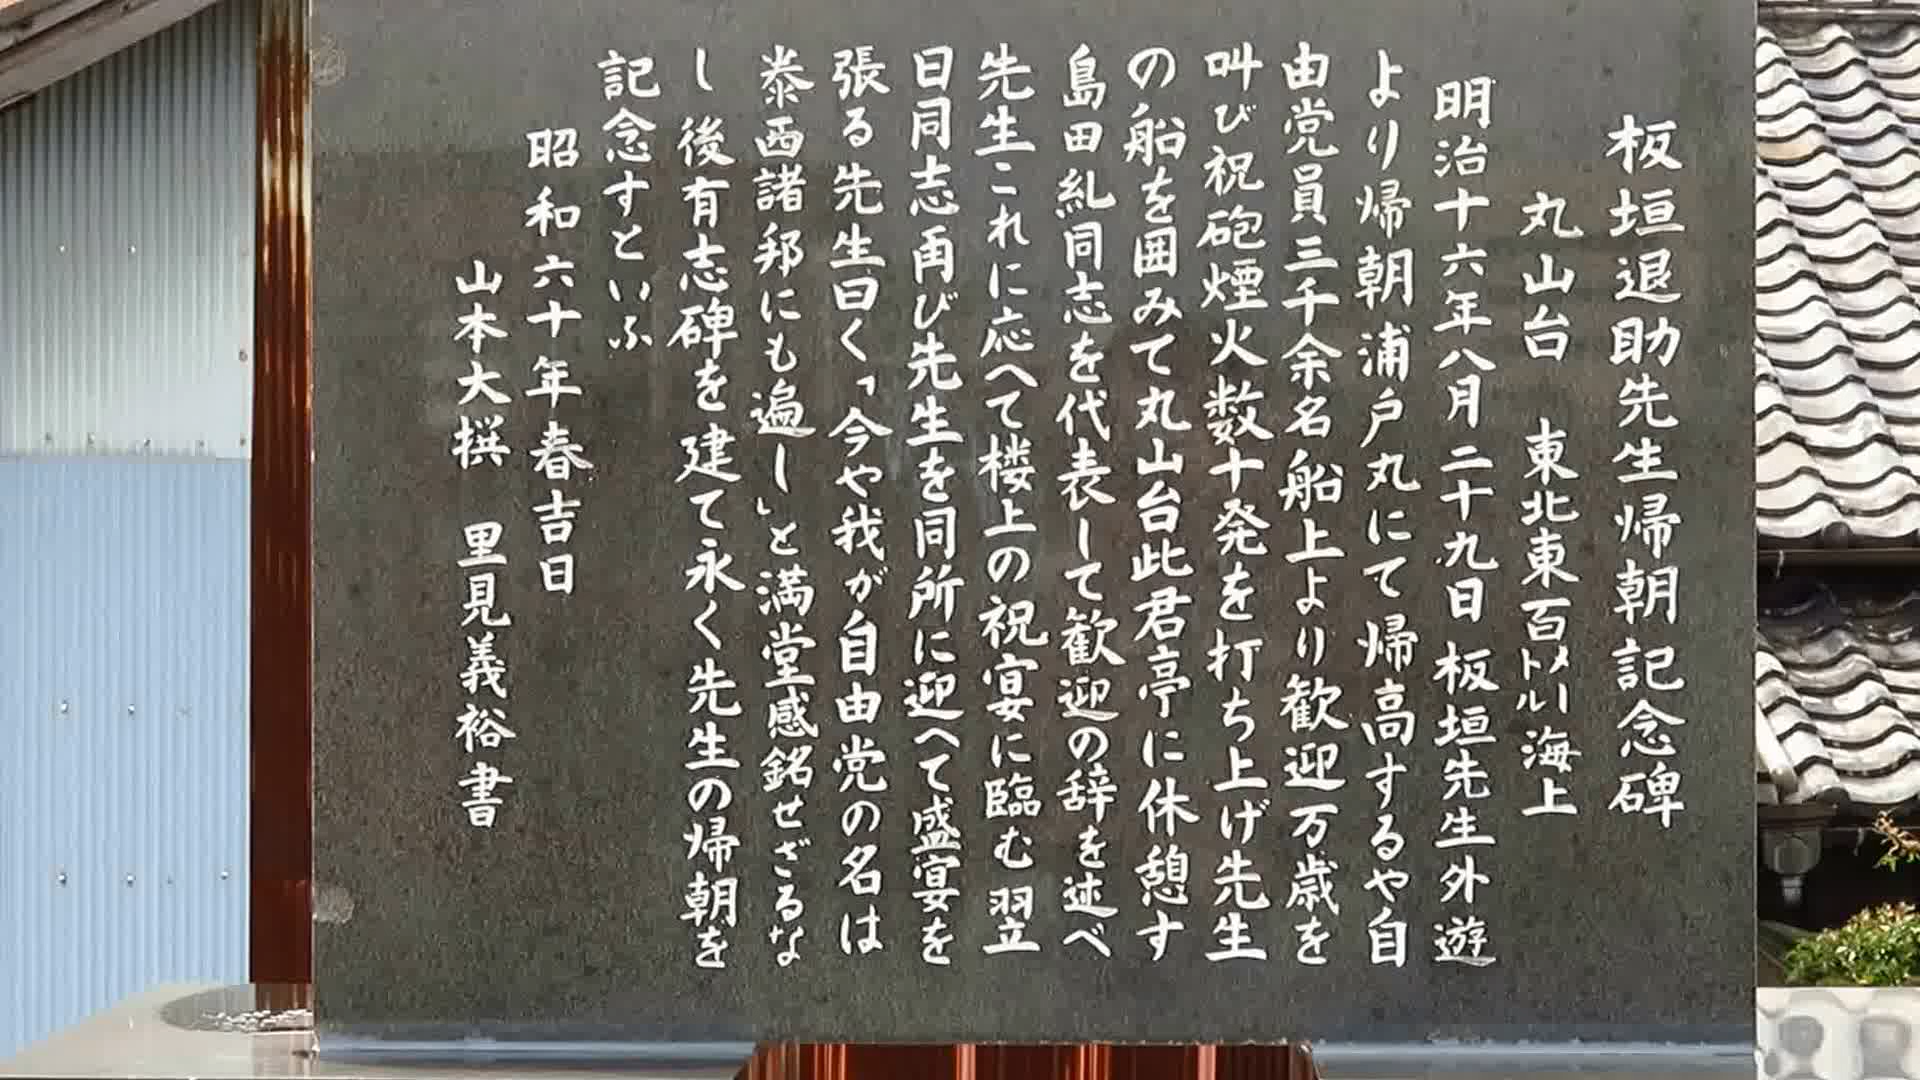 板垣退助先生帰朝記念碑
丸山台　東北東百メートル海上
明治十六年八月二十九日板垣先生外遊
より帰朝浦戸丸にて帰高するや自
由党員三千余名船上より歓迎万歳を
叫び祝砲煙火数十発を打ち上げ先生
の船を囲みて丸山台此君亭に休憩す
島田糺同志を代表して歓迎の辞を述べ
先生これに応へて楼上の祝宴に臨む翌
日同志再び先生を同所に迎へて盛宴を
張る先生曰く「今や我が自由党の名は
泰西諸邦にも遍し」と満堂感銘せざるな
し後有志碑を建て永く先生の帰朝を
記念すといふ
昭和六十年春吉日
山本大撰　里見義裕書